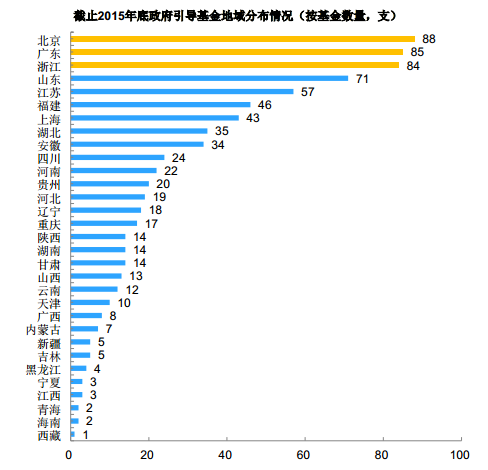 截止2015年底政府引导基金地域分布情况（按基金数量，支）
北京 88
广东 85
浙江 84
山东 71
江苏 57
福建 46
上海 43
湖北 35
安徽 34
四川 24
河南 22
贵州 20
河北 19
辽宁 18
重庆 17
陕西 14
湖南 14
甘肃 14
山西 13
云南 12
天津 10
广西 8
内蒙古 7
新疆 5
吉林 5
黑龙江 4
宁夏 3
江西 3
青海 2
海南 2
西藏 1
0 20 40 60 80 100